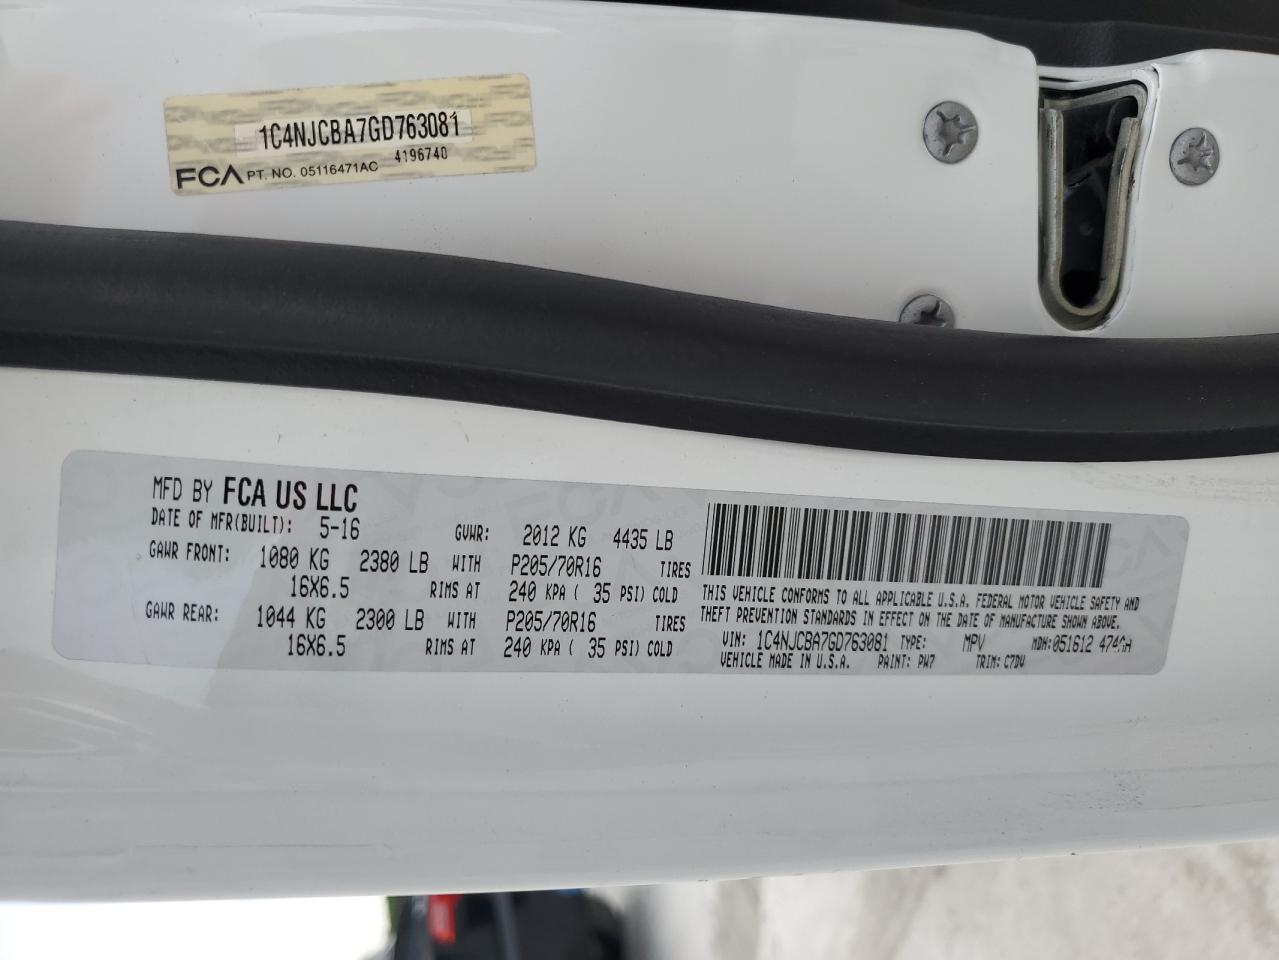 1C4NJCBA7GD763081
FCA PT. NO. 05116471AC 4196740
MFD BY FCA US LLC
DATE OF MFR(BUILT): 5-16 GVWR: 2012 KG 4435 LB
GAWR FRONT: 1080 KG 2380 LB WITH P205/70R16 TIRES
16X6.5 RIMS AT 240 KPA ( 35 PSI) COLD
GAWR REAR: 1044 KG 2300 LB WITH P205/70R16 TIRES
16X6.5 RIMS AT 240 KPA ( 35 PSI) COLD
THIS VEHICLE CONFORMS TO ALL APPLICABLE U.S.A. FEDERAL MOTOR VEHICLE SAFETY AND
THEFT PREVENTION STANDARDS IN EFFECT ON THE DATE OF MANUFACTURE SHOWN ABOVE.
VIN: 1C4NJCBA7GD763081 TYPE: MPV MDH:051612
VEHICLE MADE IN U.S.A. PAINT: PW7 TRIM: C7DV